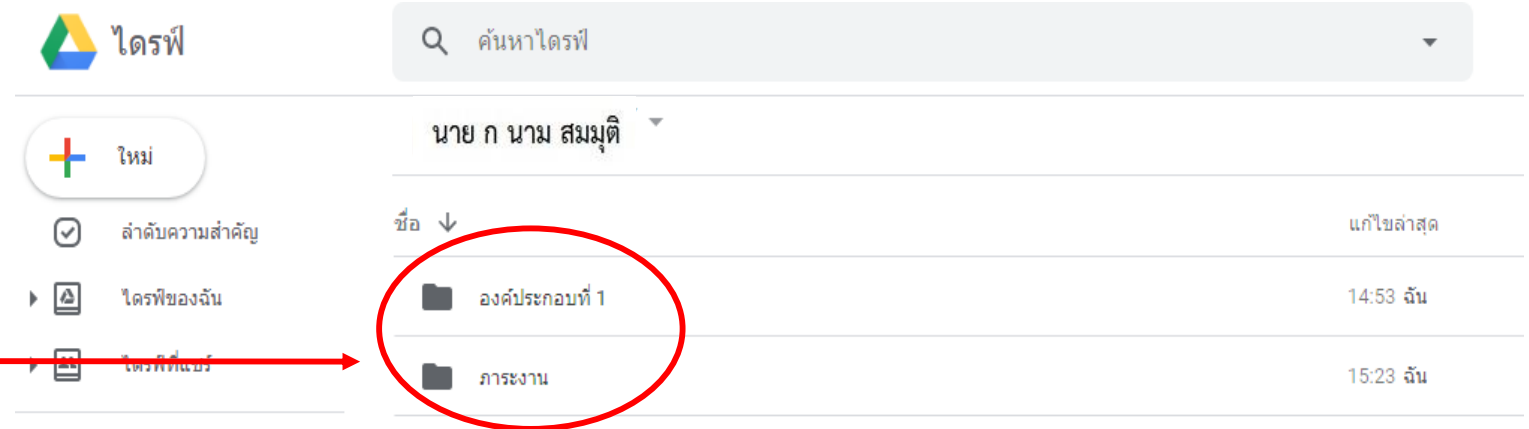 ไดรฟ์
ค้นหาไดรฟ์
นาย ก นาม สมมุติ
ใหม่
ชื่อ
แก้ไขล่าสุด
ลำดับความสำคัญ
องค์ประกอบที่ 1
14:53 ฉัน
ไดรฟ์ของฉัน
ไดรฟ์ที่แชร์
ภาระงาน
15:23 ฉัน